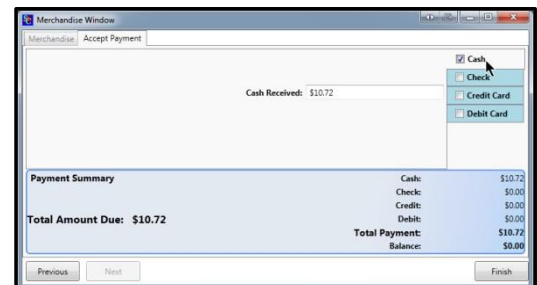 Merchandise Window
Merchandise Accept Payment
Cash
Check
Cash Received: $10.72
Credit Card
Debit Card
Payment Summary
Cash: $10.72
Check: $0.00
Credit: $0.00
Total Amount Due: $10.72
Debit: $0.00
Total Payment: $10.72
Balance: $0.00
Previous Next Finish